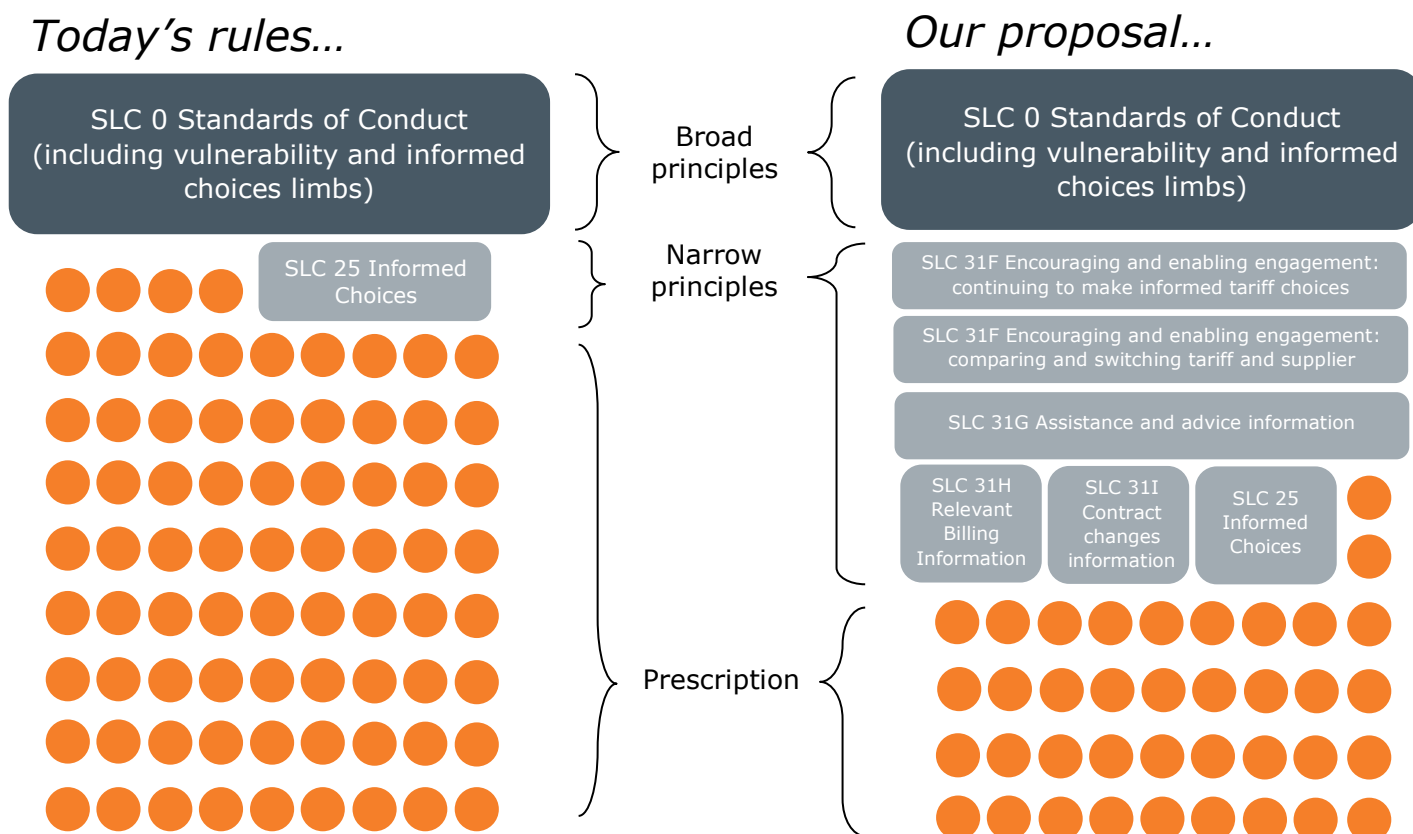 Today's rules…
SLC 0 Standards of Conduct
(including vulnerability and informed
choices limbs)
SLC 25 Informed
Choices
Broad
principles
Narrow
principles
Prescription
Our proposal…
SLC 0 Standards of Conduct
(including vulnerability and informed
choices limbs)
SLC 31F Encouraging and enabling engagement:
continuing to make informed tariff choices
SLC 31F Encouraging and enabling engagement:
comparing and switching tariff and supplier
SLC 31G Assistance and advice information
SLC 31H
Relevant
Billing
Information
SLC 31I
Contract
changes
information
SLC 25
Informed
Choices